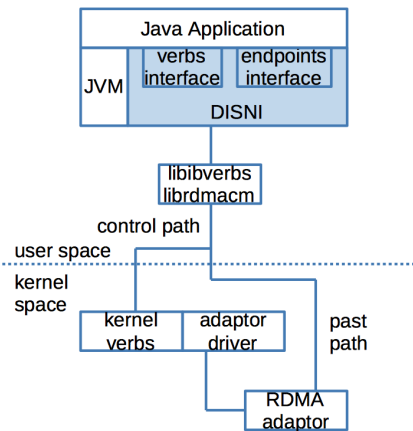 Java Application
verbs
interface
endpoints
interface
JVM
DISNI
libibverbs
librdmacm
control path
user space
kernel
space
kernel
verbs
adaptor
driver
past
path
RDMA
adaptor